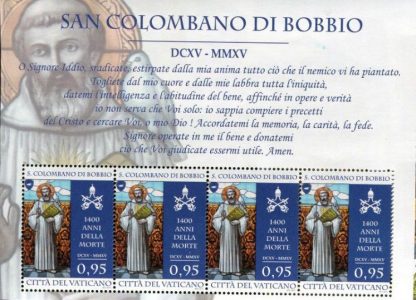 SAN COLOMBANO DI BOBBIO
DCXV - MMXV
O Signore Iddio, sradicate, estirpate dalla mia anima tutto ciò che il nemico vi ha piantato.
Togliete dal mio cuore e dalle mie labbra tutta l'iniquità,
datemi l'intelligenza e l'abitudine del bene, affinché in opere e verità
io non serva che Voi solo: io sappia compiere i precetti
del Cristo e cercare Voi, o mio Dio ! Accordatemi la memoria, la carità, la fede.
Signore operate in me il bene e donatemi
ciò che Voi giudicate essermi utile. Amen.
S. COLOMBANO DI BOBBIO
1400
ANNI
DELLA
MORTE
DCXV - MMXV
0,95
CITTÀ DEL VATICANO
S. COLOMBANO DI BOBBIO
1400
ANNI
DELLA
MORTE
DCXV - MMXV
0,95
CITTÀ DEL VATICANO
S. COLOMBANO DI BOBBIO
1400
ANNI
DELLA
MORTE
DCXV - MMXV
0,95
CITTÀ DEL VATICANO
S. COLOMBANO DI BOBBIO
1400
ANNI
DELLA
MORTE
DCXV - MMXV
0,95
CITTÀ DEL VATICANO